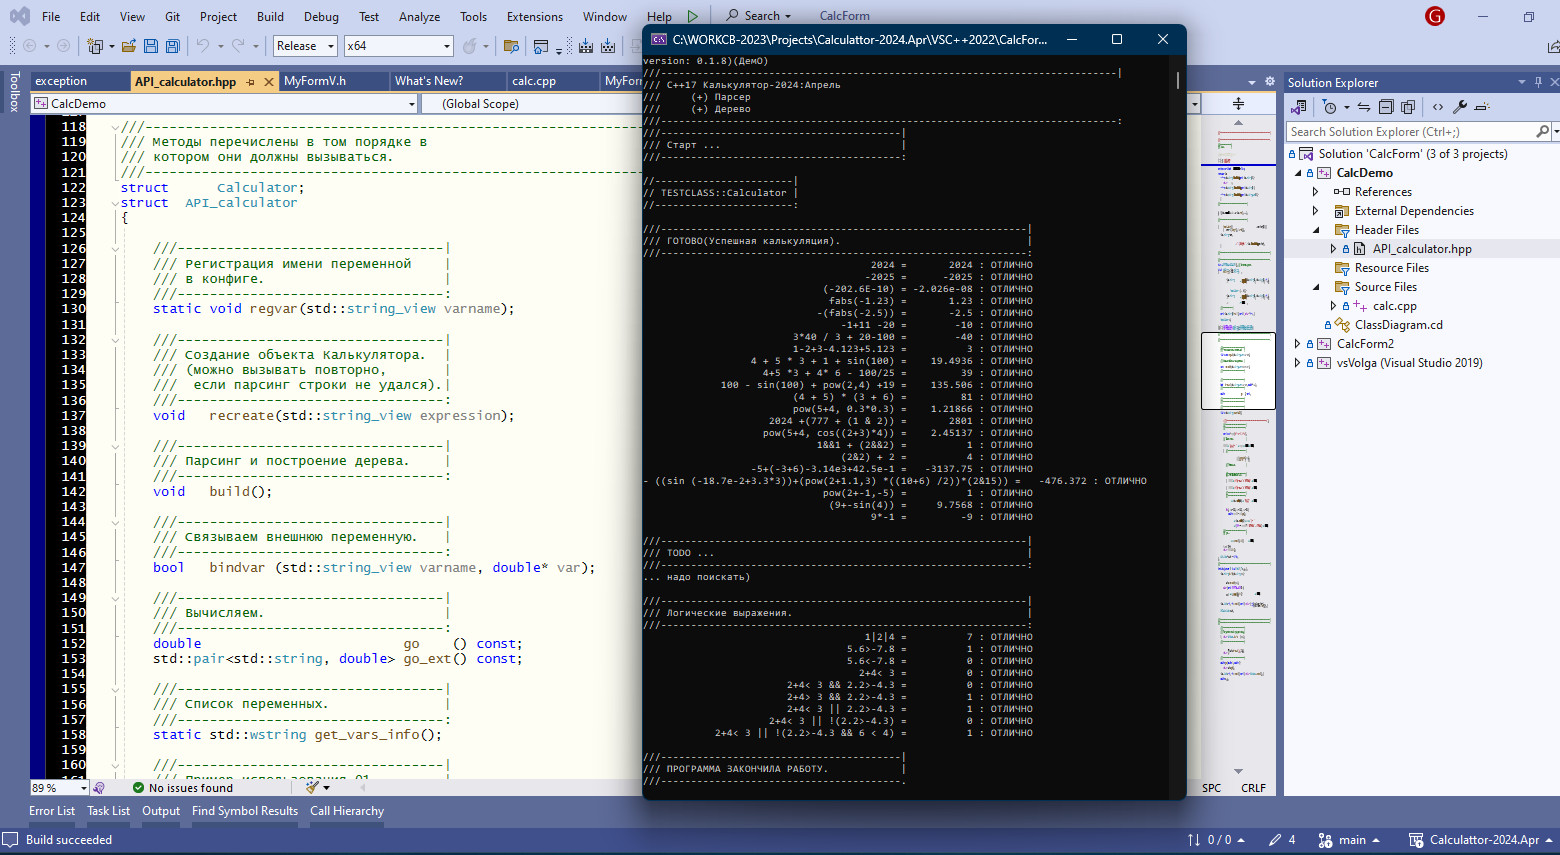 File Edit View Git Project Build Debug Test Analyze Tools Extensions Window Help Search CalcForm G
Release x64
Toolbox
exception API_calculator.hpp MyFormV.h What's New? calc.cpp
CalcDemo (Global Scope)
118 ///
119 /// Методы перечислены в том порядке в
120 /// котором они должны вызываться.
121 ///
122 struct Calculator;
123 struct API_calculator
124 {
125
126 ///---------------------------------|
127 /// Регистрация имени переменной |
128 /// в конфиге. |
129 ///---------------------------------:
130 static void regvar(std::string_view varname);
131
132 ///---------------------------------|
133 /// Создание объекта Калькулятора. |
134 /// (можно вызывать повторно, |
135 /// если парсинг строки не удался).|
136 ///---------------------------------:
137 void recreate(std::string_view expression);
138
139 ///---------------------------------|
140 /// Парсинг и построение дерева. |
141 ///---------------------------------:
142 void build();
143
144 ///---------------------------------|
145 /// Связываем внешнюю переменную. |
146 ///---------------------------------:
147 bool bindvar (std::string_view varname, double* var);
148
149 ///---------------------------------|
150 /// Вычисляем. |
151 ///---------------------------------:
152 double go () const;
153 std::pair<std::string, double> go_ext() const;
154
155 ///---------------------------------|
156 /// Список переменных. |
157 ///---------------------------------:
158 static std::wstring get_vars_info();
159
160 ///---------------------------------|
89 % No issues found
C:\WORKCB-2023\Projects\Calculattor-2024.Apr\VSC++2022\CalcFor...
version: 0.1.8)(ДемО)
///----------------------------------------------------------------------------|
/// C++17 Калькулятор-2024:Апрель
/// (+) Парсер
/// (+) Дерево
///----------------------------------------------------------------------------:
///----------------------------------------|
/// Старт ... |
///----------------------------------------:
//-----------------------|
// TESTCLASS::Calculator |
//-----------------------:
///-------------------------------------------------------------|
/// ГОТОВО(Успешная калькуляция). |
///-------------------------------------------------------------:
2024 = 2024 : ОТЛИЧНО
-2025 = -2025 : ОТЛИЧНО
(-202.6E-10) = -2.026e-08 : ОТЛИЧНО
fabs(-1.23) = 1.23 : ОТЛИЧНО
-(fabs(-2.5)) = -2.5 : ОТЛИЧНО
-1+11 -20 = -10 : ОТЛИЧНО
3*40 / 3 + 20-100 = -40 : ОТЛИЧНО
1-2+3-4.123+5.123 = 3 : ОТЛИЧНО
4 + 5 * 3 + 1 + sin(100) = 19.4936 : ОТЛИЧНО
4+5 *3 + 4* 6 - 100/25 = 39 : ОТЛИЧНО
100 - sin(100) + pow(2,4) +19 = 135.506 : ОТЛИЧНО
(4 + 5) * (3 + 6) = 81 : ОТЛИЧНО
pow(5+4, 0.3*0.3) = 1.21866 : ОТЛИЧНО
2024 +(777 + (1 & 2)) = 2801 : ОТЛИЧНО
pow(5+4, cos((2+3)*4)) = 2.45137 : ОТЛИЧНО
1&&1 + (2&&2) = 1 : ОТЛИЧНО
(2&2) + 2 = 4 : ОТЛИЧНО
-5+(-3+6)-3.14e3+42.5e-1 = -3137.75 : ОТЛИЧНО
- ((sin (-18.7e-2+3.3*3))+(pow(2+1.1,3) *((10+6) /2))*(2&15)) = -476.372 : ОТЛИЧНО
pow(2+-1,-5) = 1 : ОТЛИЧНО
(9+-sin(4)) = 9.7568 : ОТЛИЧНО
9*-1 = -9 : ОТЛИЧНО
///-------------------------------------------------------------|
/// TODO ... |
///-------------------------------------------------------------:
... надо поискать)
///-------------------------------------------------------------|
/// Логические выражения. |
///-------------------------------------------------------------:
1|2|4 = 7 : ОТЛИЧНО
5.6>-7.8 = 1 : ОТЛИЧНО
5.6<-7.8 = 0 : ОТЛИЧНО
2+4< 3 = 0 : ОТЛИЧНО
2+4< 3 && 2.2>-4.3 = 0 : ОТЛИЧНО
2+4> 3 && 2.2>-4.3 = 1 : ОТЛИЧНО
2+4< 3 || 2.2>-4.3 = 1 : ОТЛИЧНО
2+4< 3 || !(2.2>-4.3) = 0 : ОТЛИЧНО
2+4< 3 || !(2.2>-4.3 && 6 < 4) = 1 : ОТЛИЧНО
///----------------------------------------|
/// ПРОГРАММА ЗАКОНЧИЛА РАБОТУ. |
///----------------------------------------.
SPC CRLF
Solution Explorer
Search Solution Explorer (Ctrl+;)
Solution 'CalcForm' (3 of 3 projects)
CalcDemo
References
External Dependencies
Header Files
API_calculator.hpp
Resource Files
Source Files
calc.cpp
ClassDiagram.cd
CalcForm2
vsVolga (Visual Studio 2019)
Error List Task List Output Find Symbol Results Call Hierarchy
Build succeeded 0 / 0 4 main Calculattor-2024.Apr